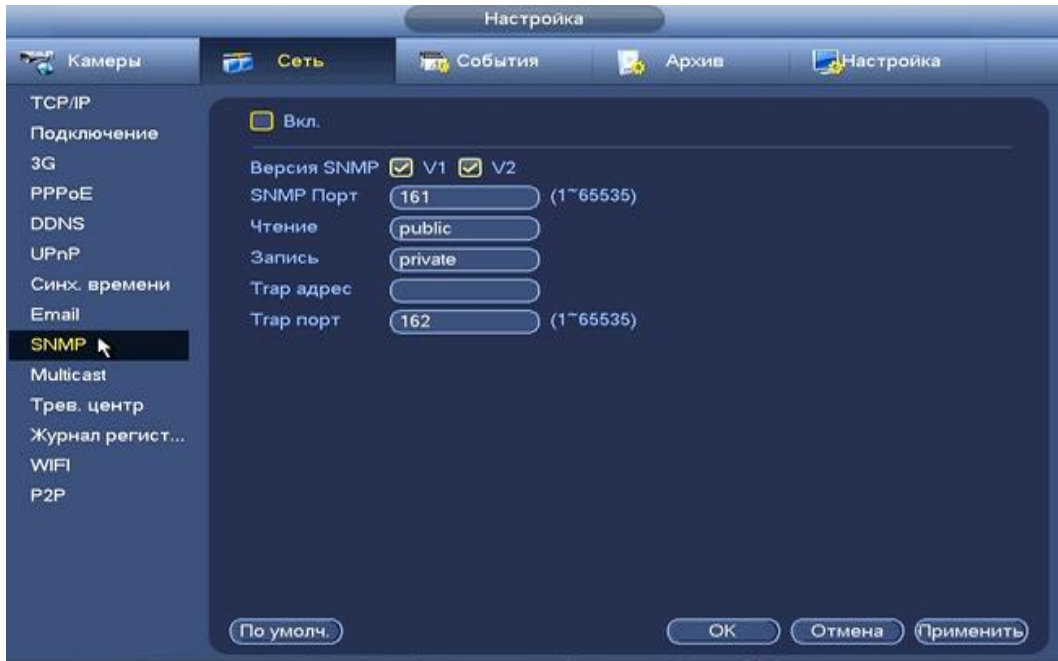 Настройка
Камеры
Сеть
События
Архив
Настройка
TCP/IP
Подключение
3G
PPPoE
DDNS
UPnP
Синх. времени
Email
SNMP
Multicast
Трев. центр
Журнал регист...
WIFI
P2P
Вкл.
Версия SNMP V1 V2
SNMP Порт 161 (1~65535)
Чтение public
Запись private
Trap адрес
Trap порт 162 (1~65535)
По умолч. OK Отмена Применить